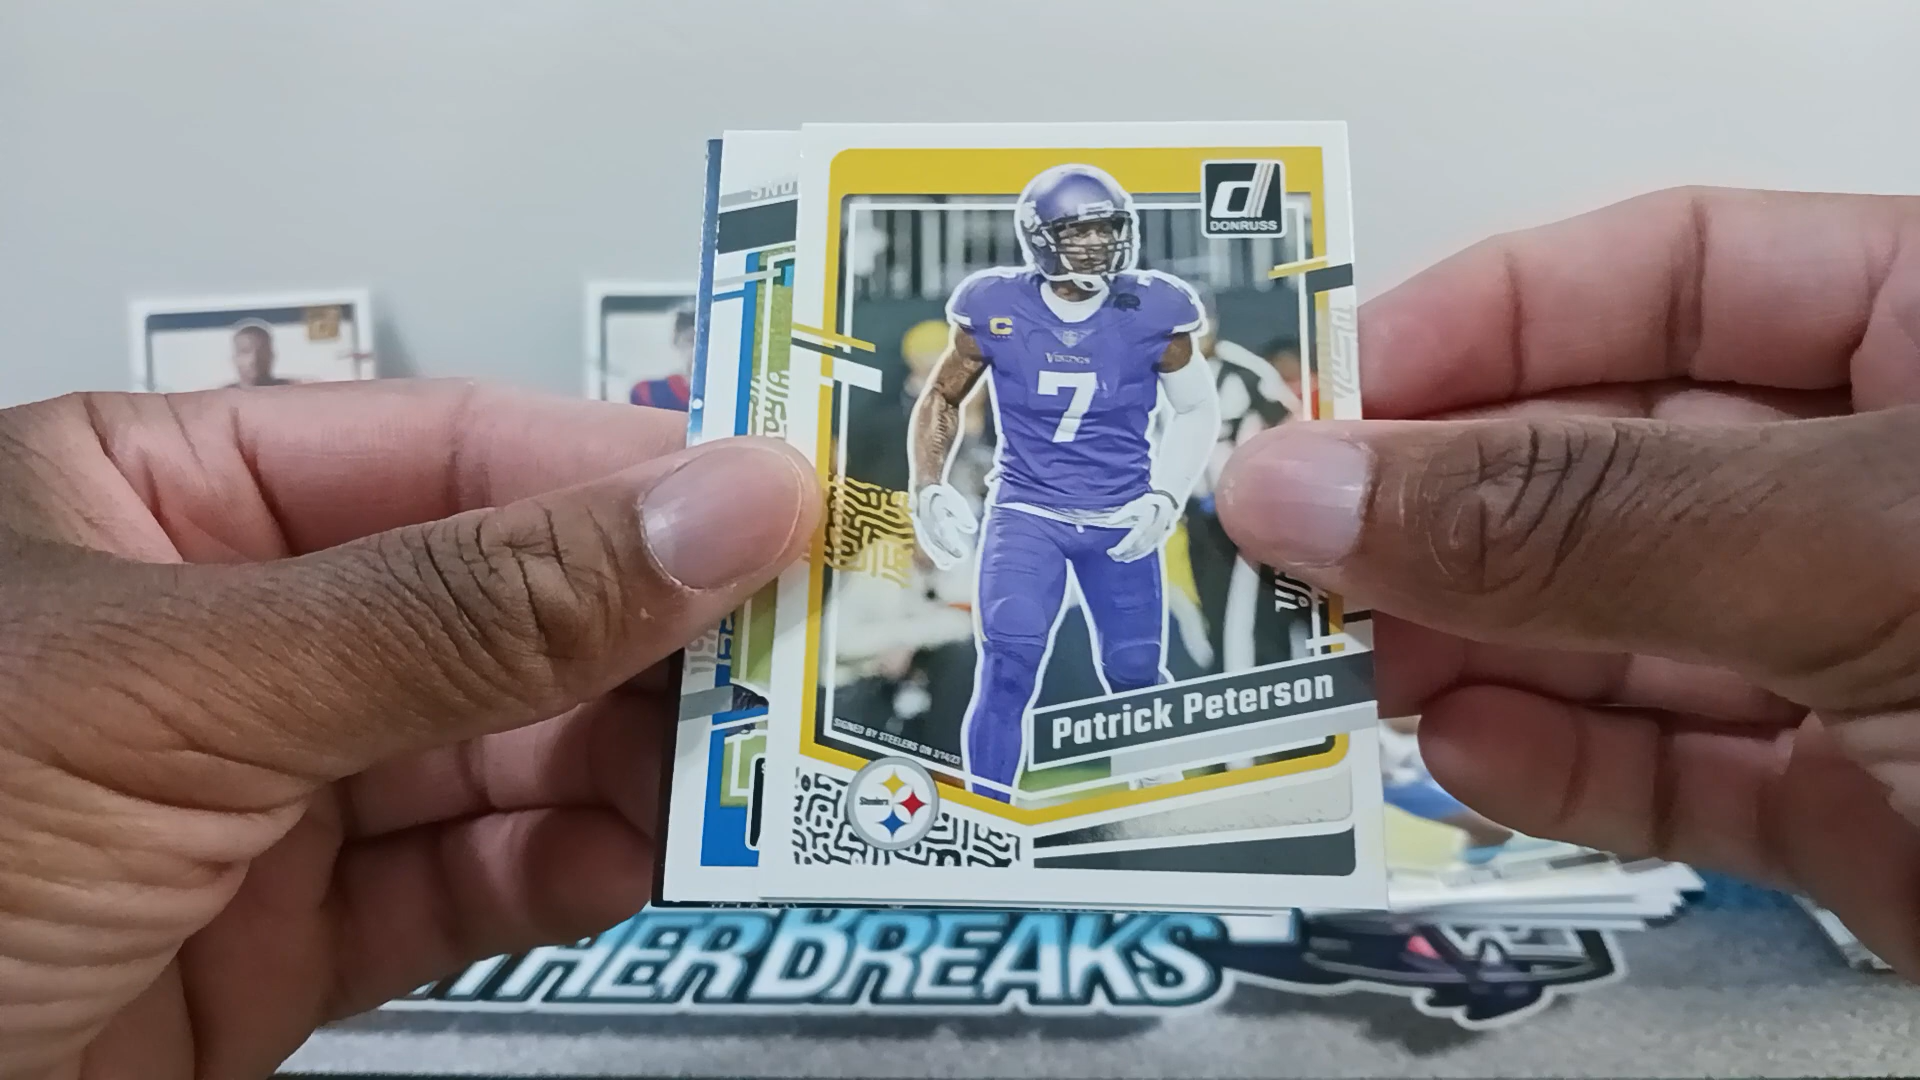 DONRUSS
C
VIKINGS
7
Patrick Peterson
SIGNED BY STEELERS ON 3/14/23
Steelers
THERBREAKS